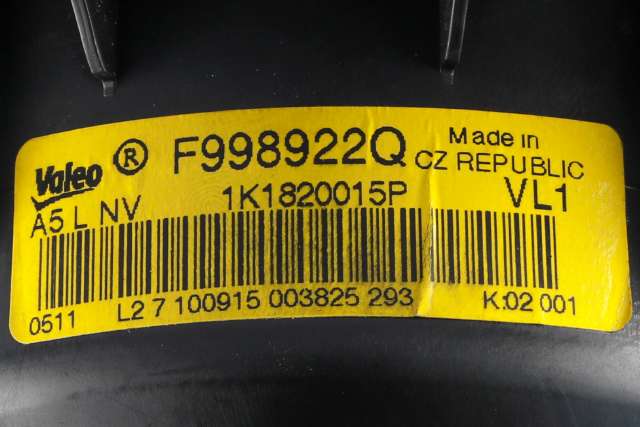 Valeo ® F998922Q Made in
CZ REPUBLIC
A5 L NV 1K1820015P VL1
0511 L2 7 100915 003825 293 K:02 001